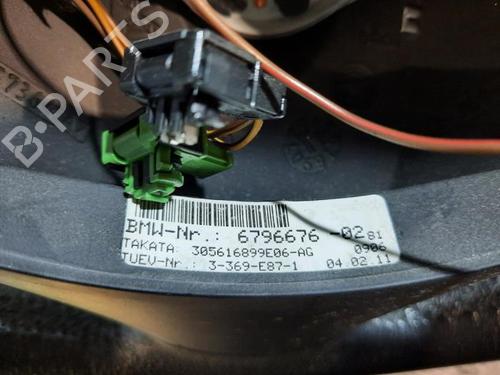 B-PARTS
E
BMW-Nr.: 6796676 -02 81
TAKATA: 305616899E06-AG 0906
TUEV-Nr.: 3-369-E87-1 04 02 11